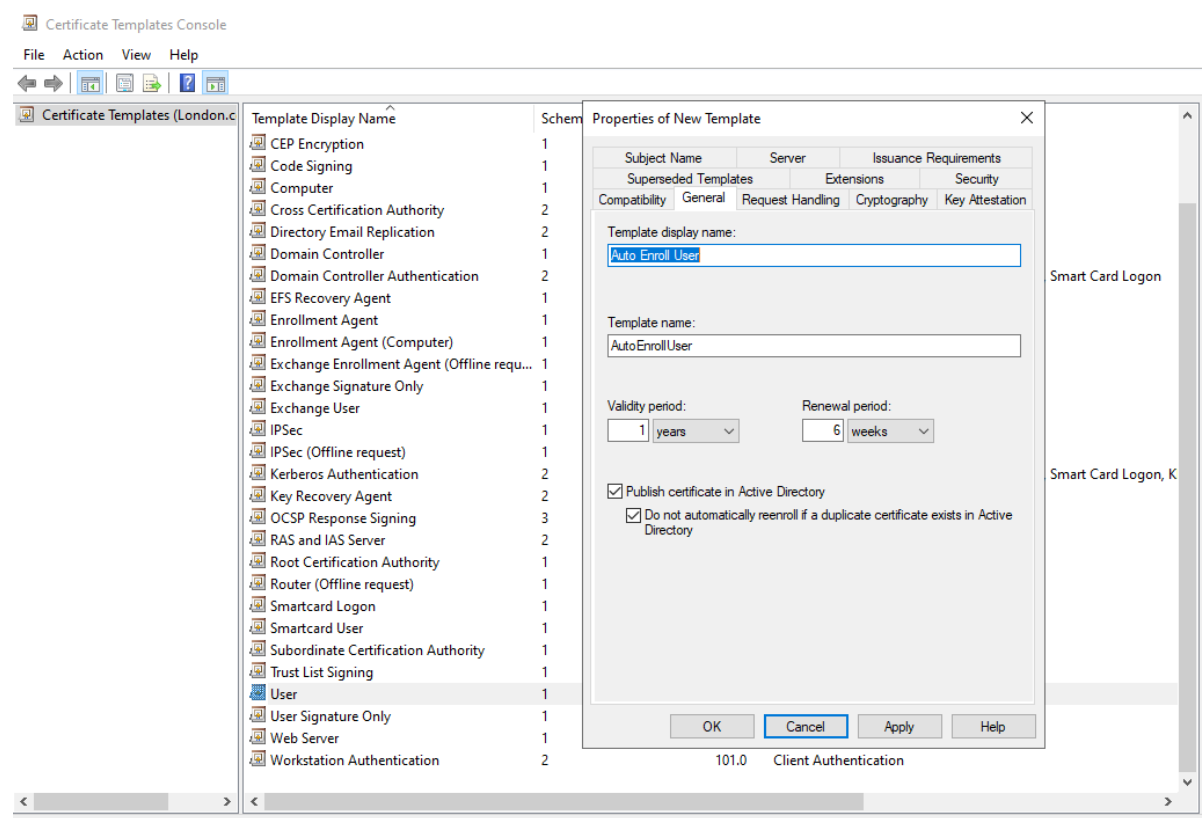 Certificate Templates Console
File Action View Help
Certificate Templates (London.c
Template Display Name Schem
CEP Encryption 1
Code Signing 1
Computer 1
Cross Certification Authority 2
Directory Email Replication 2
Domain Controller 1
Domain Controller Authentication 2 Smart Card Logon
EFS Recovery Agent 1
Enrollment Agent 1
Enrollment Agent (Computer) 1
Exchange Enrollment Agent (Offline requ... 1
Exchange Signature Only 1
Exchange User 1
IPSec 1
IPSec (Offline request) 1
Kerberos Authentication 2 Smart Card Logon, K
Key Recovery Agent 2
OCSP Response Signing 3
RAS and IAS Server 2
Root Certification Authority 1
Router (Offline request) 1
Smartcard Logon 1
Smartcard User 1
Subordinate Certification Authority 1
Trust List Signing 1
User 1
User Signature Only 1
Web Server 1
Workstation Authentication 2 101.0 Client Authentication
Properties of New Template
Subject Name Server Issuance Requirements
Superseded Templates Extensions Security
Compatibility General Request Handling Cryptography Key Attestation
Template display name:
Auto Enroll User
Template name:
AutoEnrollUser
Validity period: Renewal period:
1 years 6 weeks
Publish certificate in Active Directory
Do not automatically reenroll if a duplicate certificate exists in Active
Directory
OK Cancel Apply Help